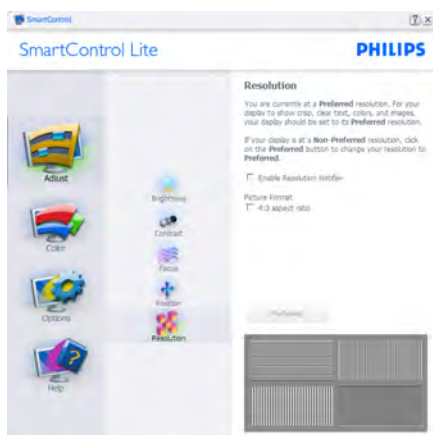 SmartControl
SmartControl Lite
PHILIPS
Adjust
Color
Options
Help
Brightness
Contrast
Focus
Position
Resolution
Resolution
You are currently at a Preferred resolution. For your
display to show crisp, clear text, colors, and images,
your display should be set to its Preferred resolution.
If your display is at a Non-Preferred resolution, click
on the Preferred button to change your resolution to
Preferred.
Enable Resolution Notifier
Picture Format
4:3 aspect ratio
Preferred